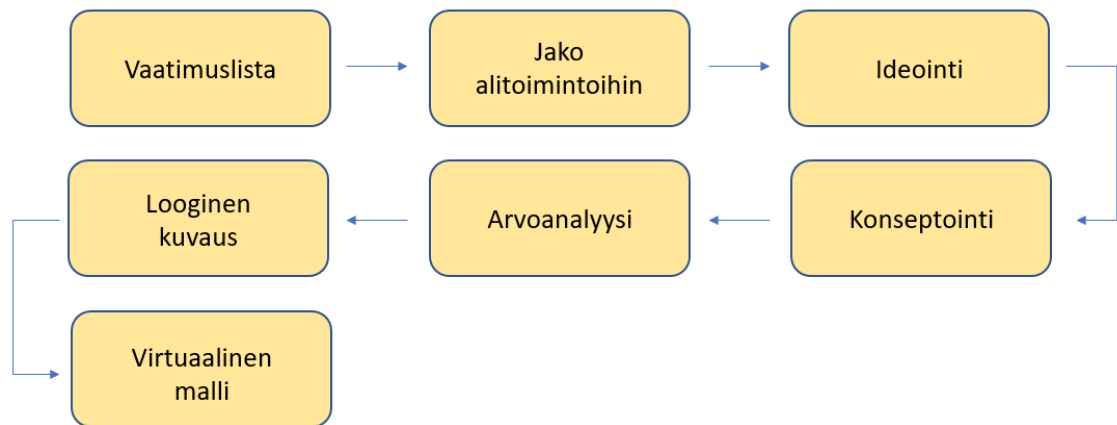 Vaatimuslista
Jako
alitoimintoihin
Ideointi
Konseptointi
Arvoanalyysi
Looginen
kuvaus
Virtuaalinen
malli